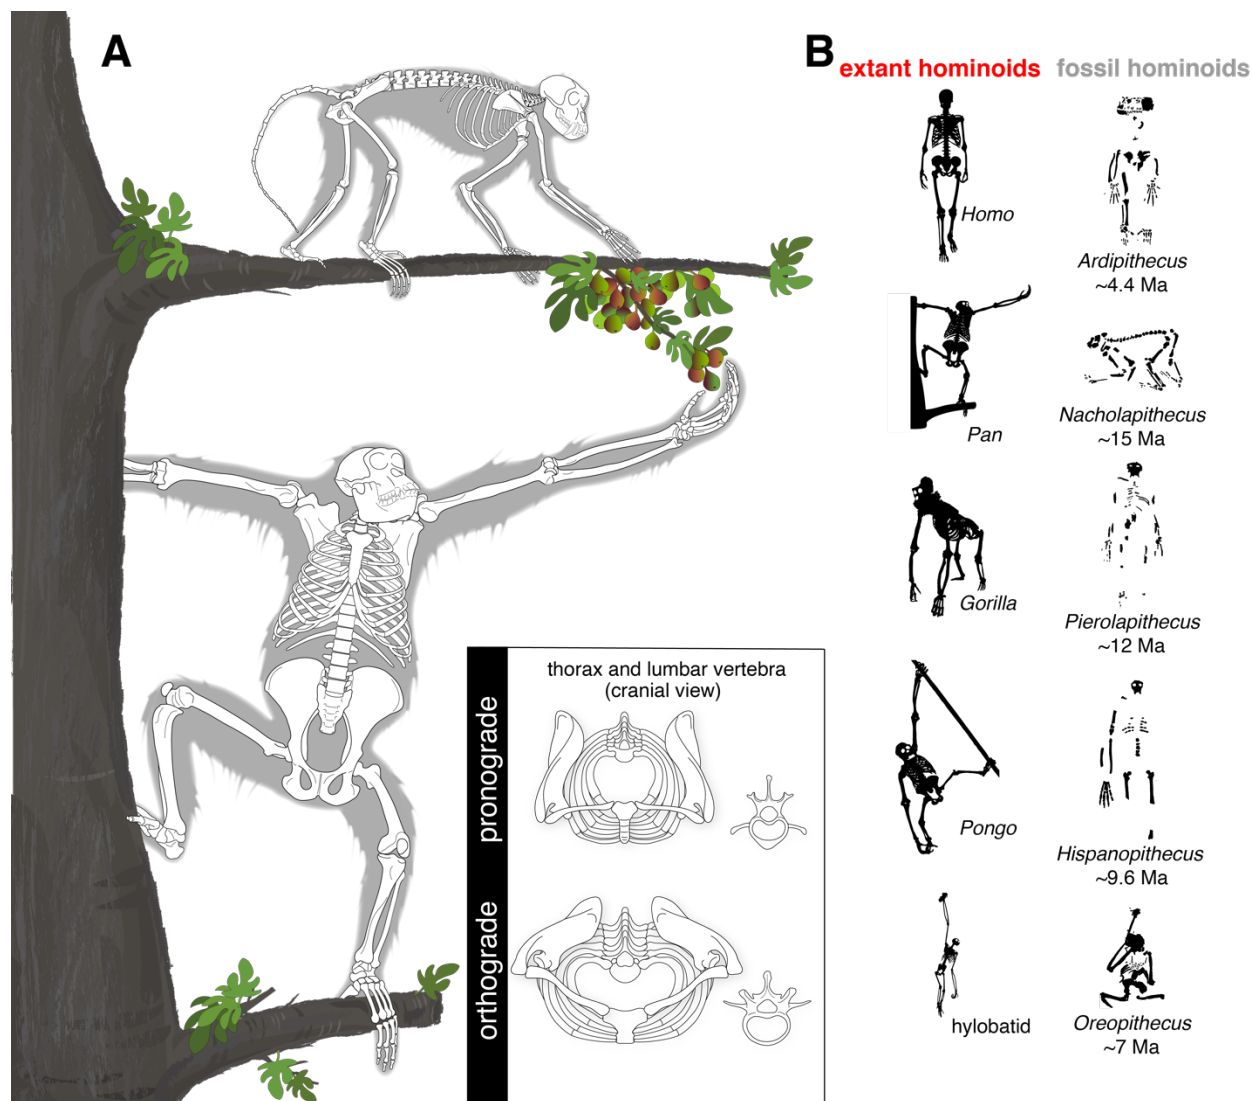 A
thorax and lumbar vertebra
(cranial view)
pronograde
orthograde
B
extant hominoids
fossil hominoids
Homo
Ardipithecus
~4.4 Ma
Pan
Nacholapithecus
~15 Ma
Gorilla
Pierolapithecus
~12 Ma
Pongo
Hispanopithecus
~9.6 Ma
hylobatid
Oreopithecus
~7 Ma